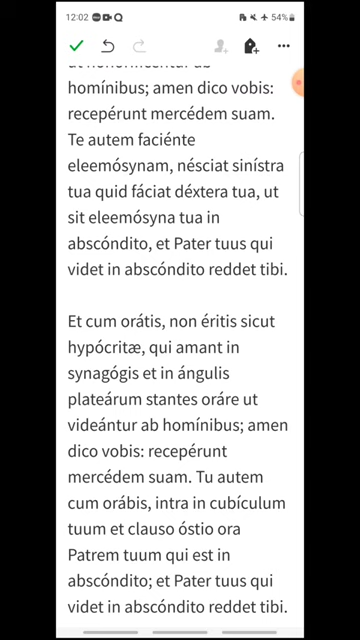 12:02
54%
homínibus; amen dico vobis:
recepérunt mercédem suam.
Te autem faciénte
eleemósynam, nésciat sinístra
tua quid fáciat déxtera tua, ut
sit eleemósyna tua in
abscóndito, et Pater tuus qui
videt in abscóndito reddet tibi.
Et cum orátis, non éritis sicut
hypócritæ, qui amant in
synagógis et in ángulis
plateárum stantes oráre ut
videántur ab homínibus; amen
dico vobis: recepérunt
mercédem suam. Tu autem
cum orábis, intra in cubículum
tuum et clauso óstio ora
Patrem tuum qui est in
abscóndito; et Pater tuus qui
videt in abscóndito reddet tibi.